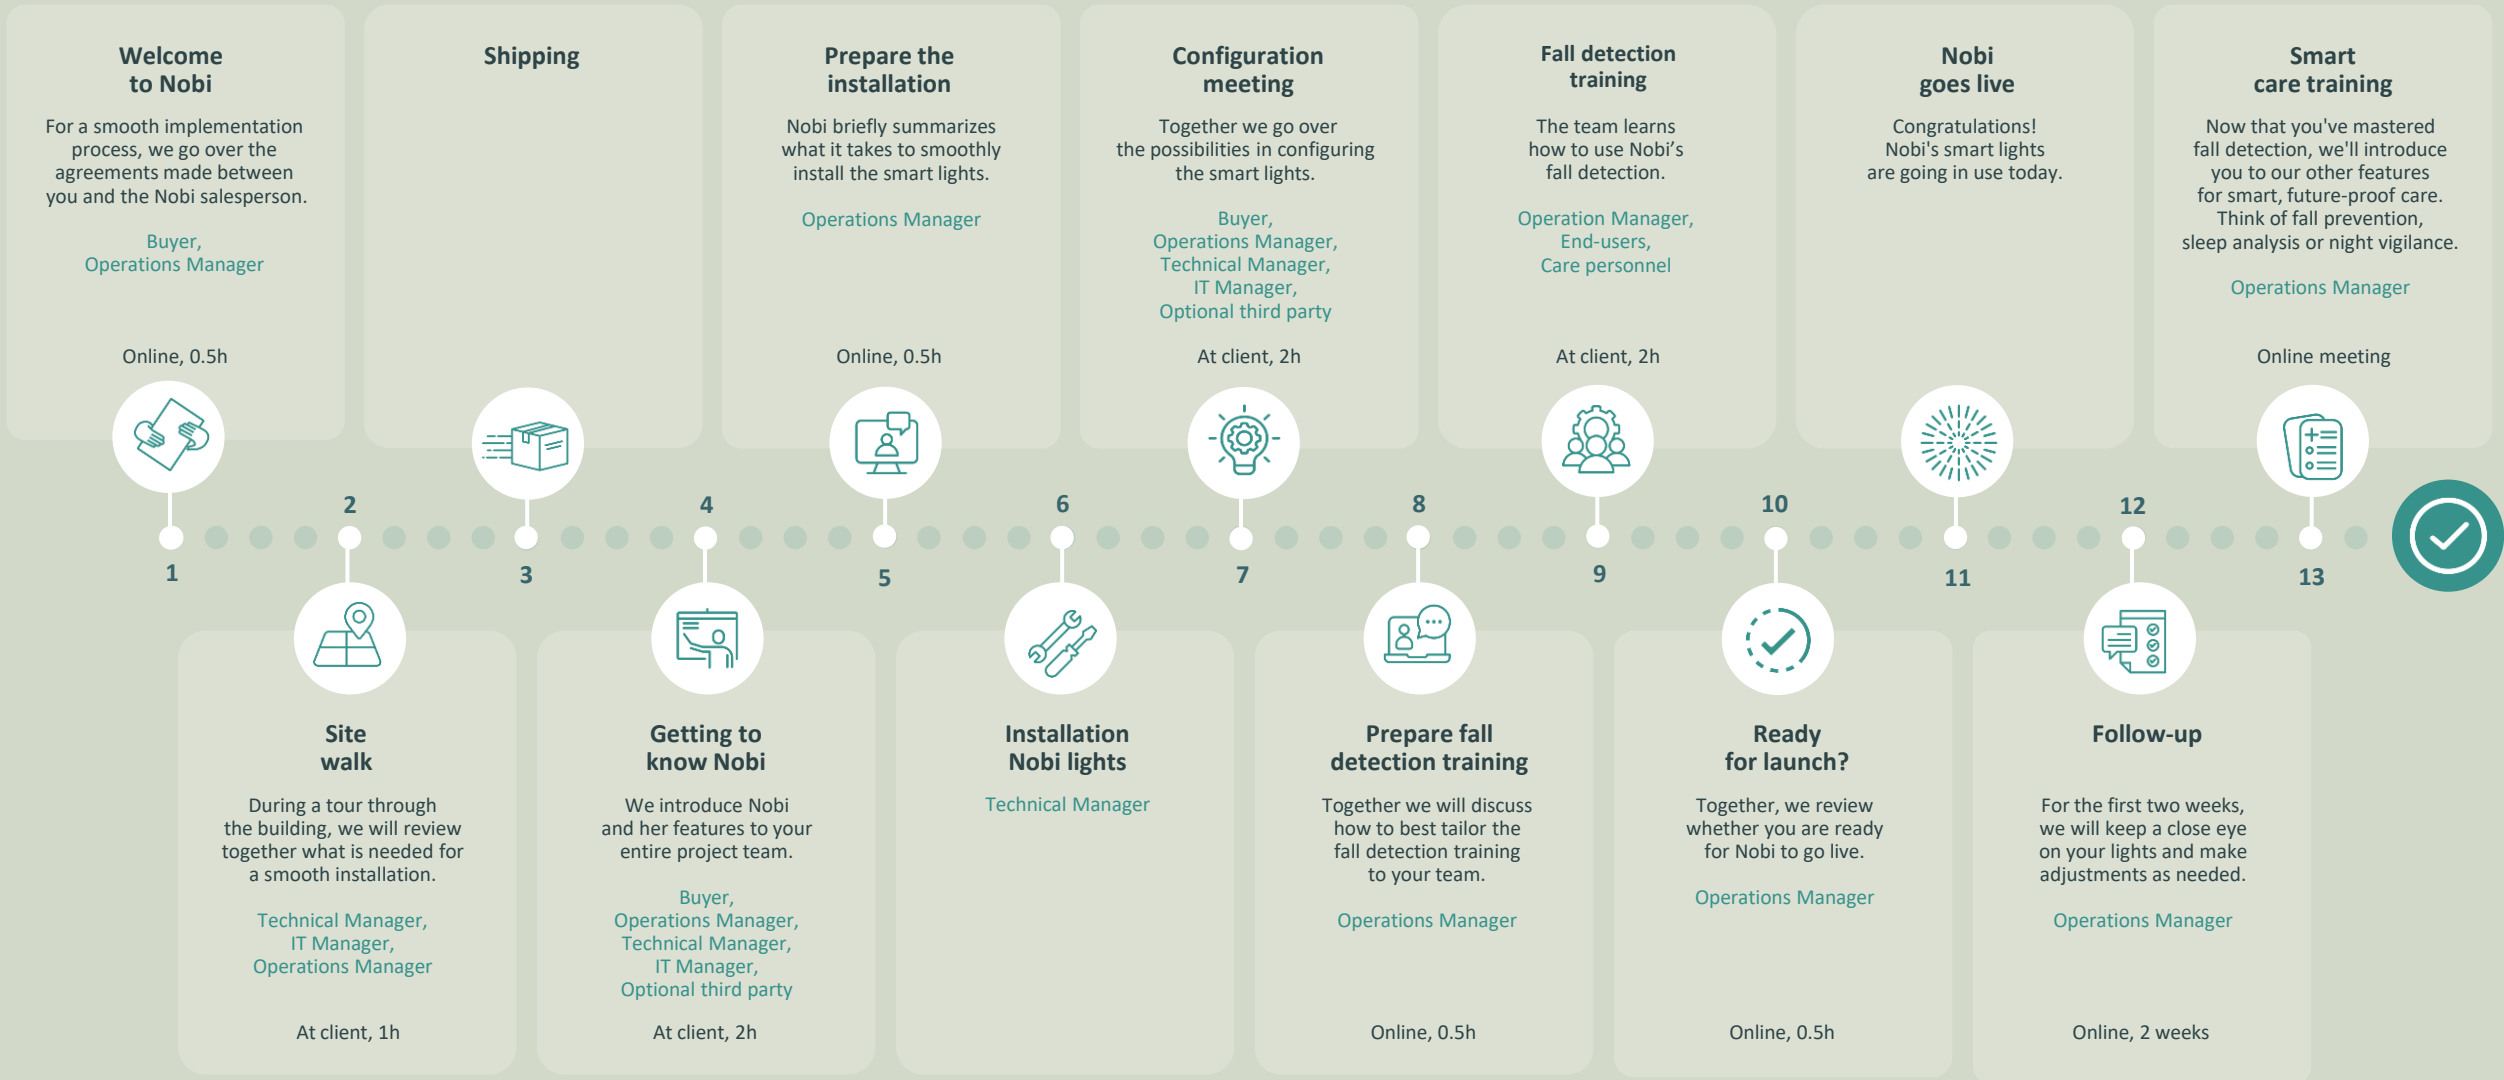 Welcome
to Nobi
For a smooth implementation
process, we go over the
agreements made between
you and the Nobi salesperson.
Buyer,
Operations Manager
Online, 0.5h
1
2
Site
walk
During a tour through
the building, we will review
together what is needed for
a smooth installation.
Technical Manager,
IT Manager,
Operations Manager
At client, 1h
Shipping
3
4
Getting to
know Nobi
We introduce Nobi
and her features to your
entire project team.
Buyer,
Operations Manager,
Technical Manager,
IT Manager,
Optional third party
At client, 2h
Prepare the
installation
Nobi briefly summarizes
what it takes to smoothly
install the smart lights.
Operations Manager
Online, 0.5h
5
6
Installation
Nobi lights
Technical Manager
Configuration
meeting
Together we go over
the possibilities in configuring
the smart lights.
Buyer,
Operations Manager,
Technical Manager,
IT Manager,
Optional third party
At client, 2h
7
8
Prepare fall
detection training
Together we will discuss
how to best tailor the
fall detection training
to your team.
Operations Manager
Online, 0.5h
Fall detection
training
The team learns
how to use Nobi’s
fall detection.
Operation Manager,
End-users,
Care personnel
At client, 2h
9
10
Ready
for launch?
Together, we review
whether you are ready
for Nobi to go live.
Operations Manager
Online, 0.5h
Nobi
goes live
Congratulations!
Nobi's smart lights
are going in use today.
11
12
Follow-up
For the first two weeks,
we will keep a close eye
on your lights and make
adjustments as needed.
Operations Manager
Online, 2 weeks
Smart
care training
Now that you've mastered
fall detection, we'll introduce
you to our other features
for smart, future-proof care.
Think of fall prevention,
sleep analysis or night vigilance.
Operations Manager
Online meeting
13